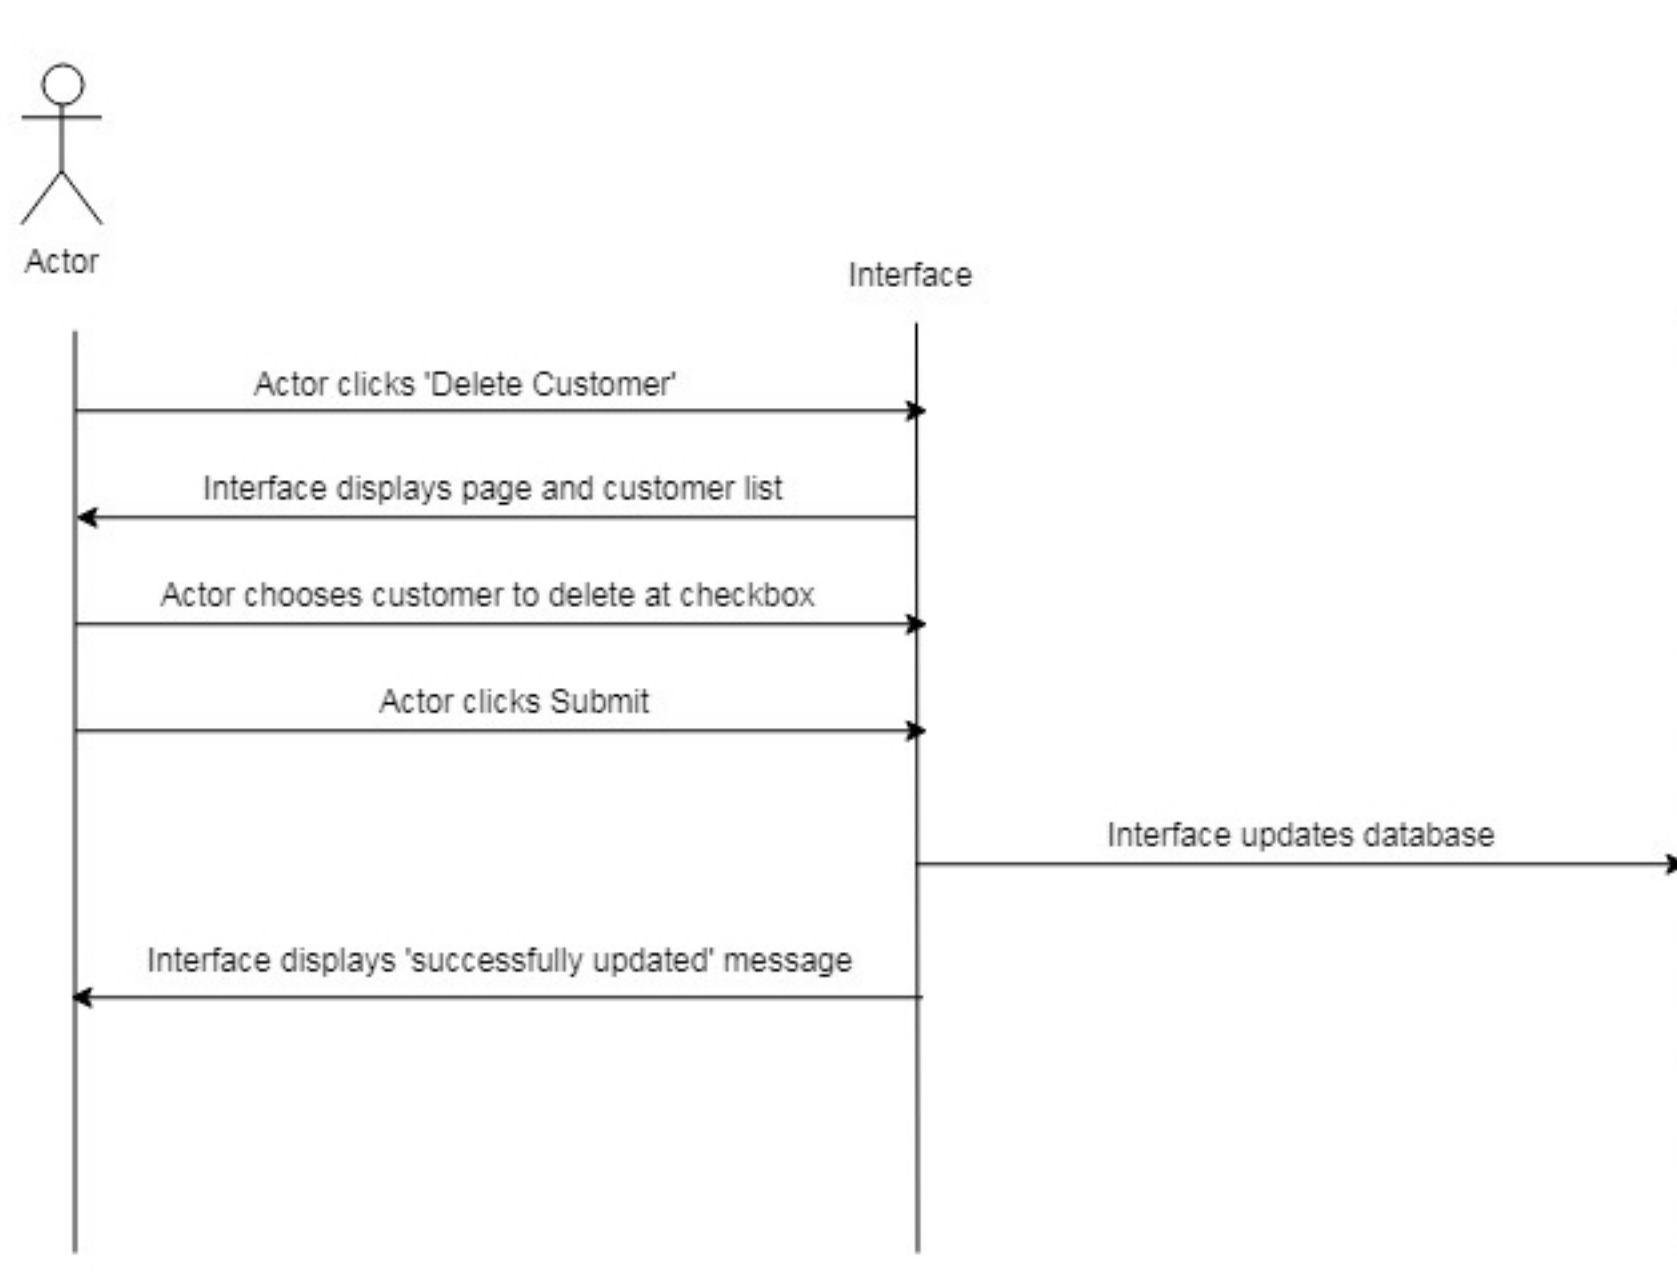 Actor
Interface
Actor clicks 'Delete Customer'
Interface displays page and customer list
Actor chooses customer to delete at checkbox
Actor clicks Submit
Interface updates database
Interface displays 'successfully updated' message